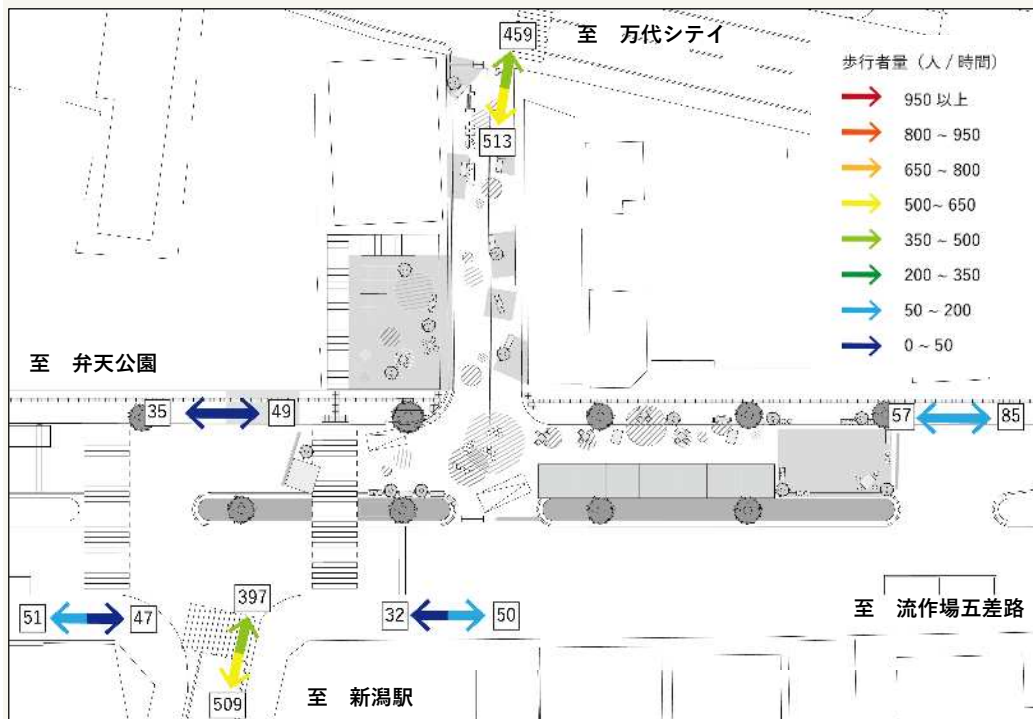 459
至　万代シテイ
歩行者量（人 / 時間）
950 以上
800 ~ 950
650 ~ 800
500~ 650
350 ~ 500
200 ~ 350
50 ~ 200
0 ~ 50
513
至　弁天公園
35
49
57
85
51
47
397
32
50
至　流作場五差路
509
至　新潟駅